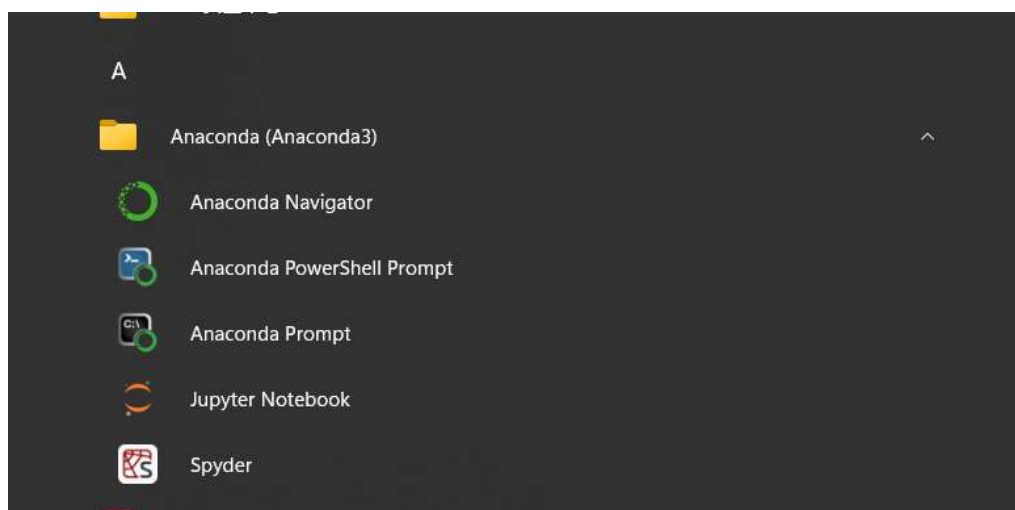 A
Anaconda (Anaconda3)
Anaconda Navigator
Anaconda PowerShell Prompt
Anaconda Prompt
Jupyter Notebook
Spyder